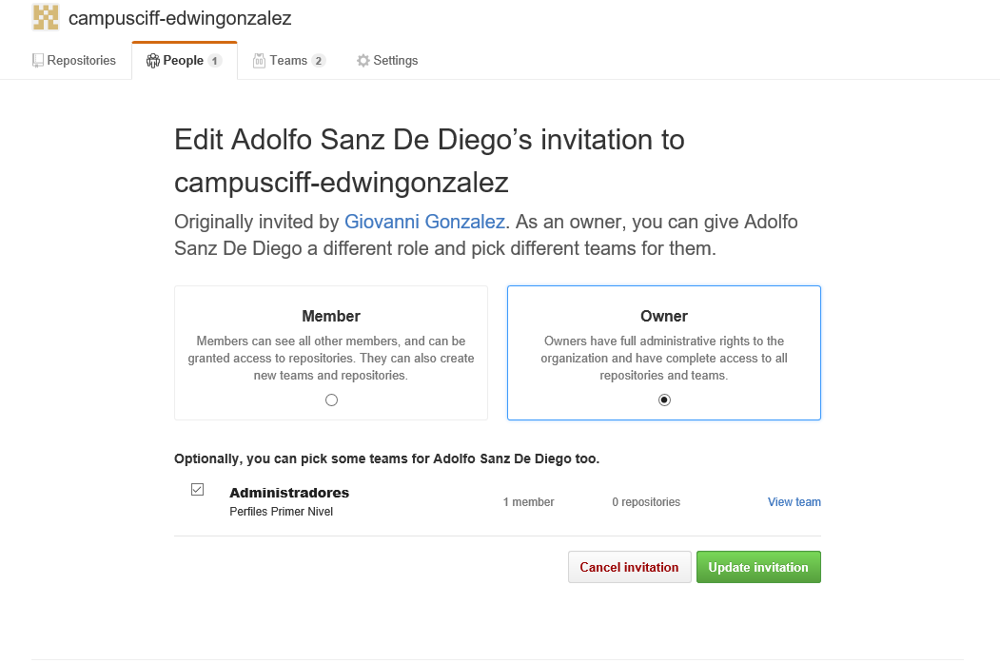 campusciff-edwingonzalez
Repositories People 1 Teams 2 Settings
Edit Adolfo Sanz De Diego’s invitation to
campusciff-edwingonzalez
Originally invited by Giovanni Gonzalez. As an owner, you can give Adolfo
Sanz De Diego a different role and pick different teams for them.
Member
Members can see all other members, and can be
granted access to repositories. They can also create
new teams and repositories.
Owner
Owners have full administrative rights to the
organization and have complete access to all
repositories and teams.
Optionally, you can pick some teams for Adolfo Sanz De Diego too.
Administradores
Perfiles Primer Nivel
1 member 0 repositories View team
Cancel invitation Update invitation